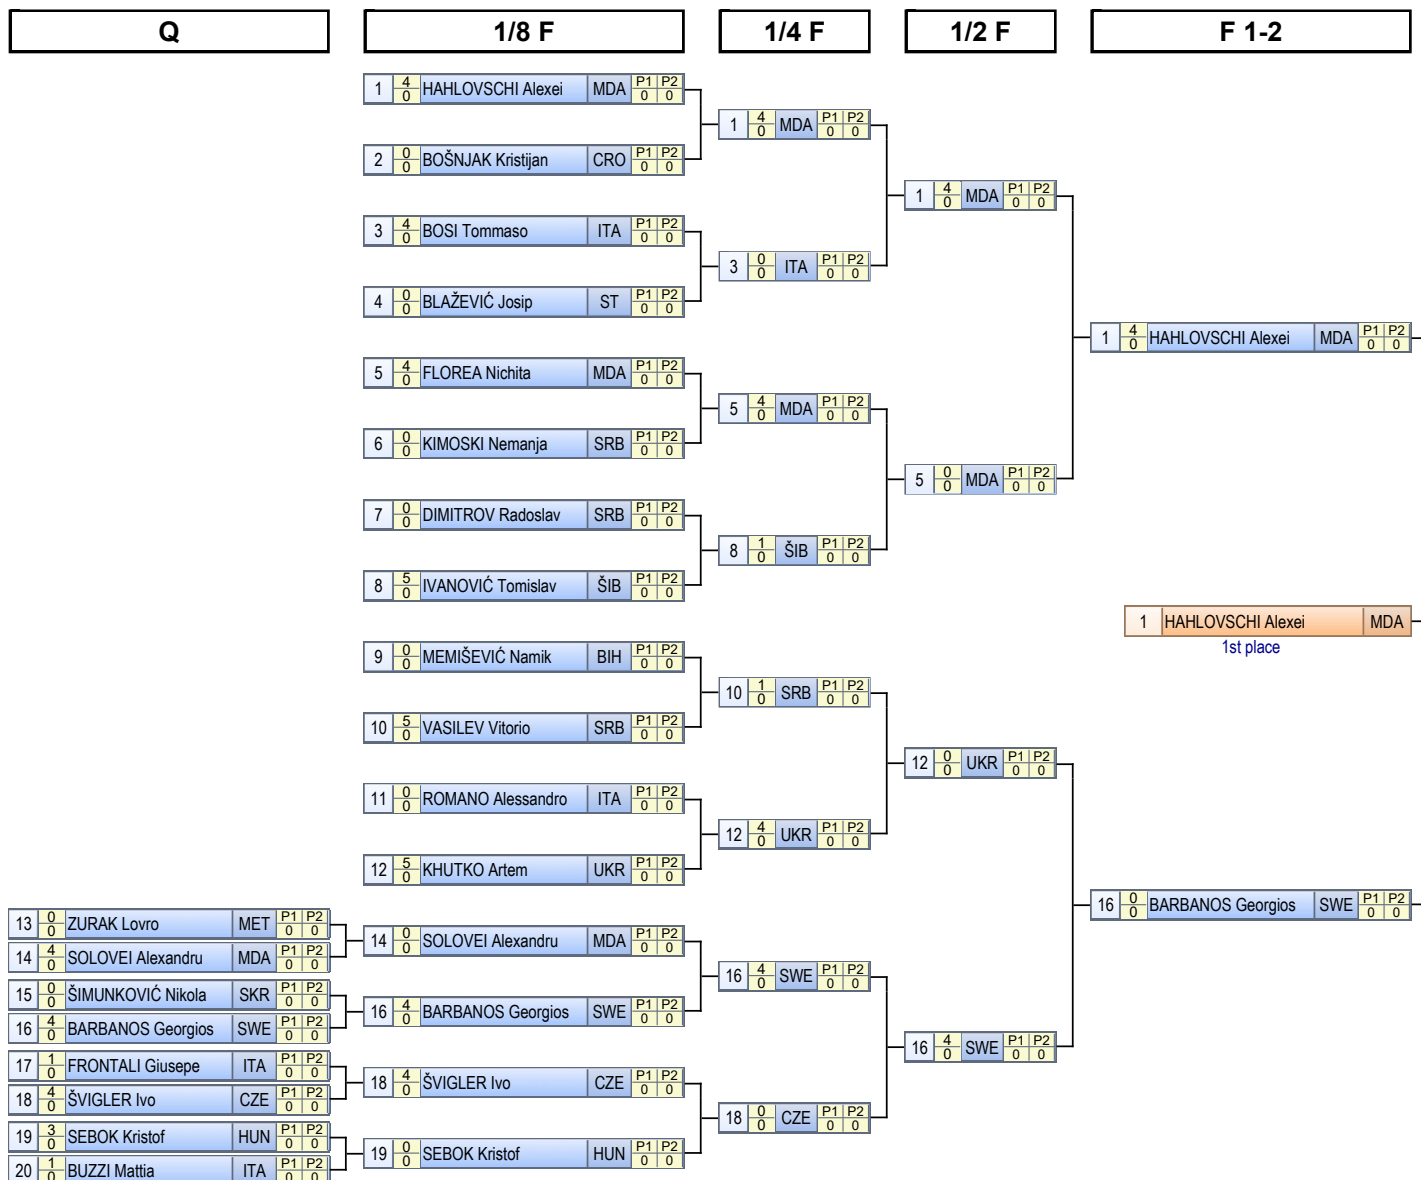 Q
1/8 F
1/4 F
1/2 F
F 1-2
1 4 0 HAHLOVSCHI Alexei MDA P1 P2 0 0
2 0 0 BOŠNJAK Kristijan CRO P1 P2 0 0
3 4 0 BOSI Tommaso ITA P1 P2 0 0
4 0 0 BLAŽEVIĆ Josip ST P1 P2 0 0
5 4 0 FLOREA Nichita MDA P1 P2 0 0
6 0 0 KIMOSKI Nemanja SRB P1 P2 0 0
7 0 0 DIMITROV Radoslav SRB P1 P2 0 0
8 5 0 IVANOVIĆ Tomislav ŠIB P1 P2 0 0
9 0 0 MEMIŠEVIĆ Namik BIH P1 P2 0 0
10 5 0 VASILEV Vitorio SRB P1 P2 0 0
11 0 0 ROMANO Alessandro ITA P1 P2 0 0
12 5 0 KHUTKO Artem UKR P1 P2 0 0
13 0 0 ZURAK Lovro MET P1 P2 0 0
14 4 0 SOLOVEI Alexandru MDA P1 P2 0 0
15 0 0 ŠIMUNKOVIĆ Nikola SKR P1 P2 0 0
16 4 0 BARBANOS Georgios SWE P1 P2 0 0
17 1 0 FRONTALI Giusepe ITA P1 P2 0 0
18 4 0 ŠVIGLER Ivo CZE P1 P2 0 0
19 3 0 SEBOK Kristof HUN P1 P2 0 0
20 1 0 BUZZI Mattia ITA P1 P2 0 0
14 0 0 SOLOVEI Alexandru MDA P1 P2 0 0
16 4 0 BARBANOS Georgios SWE P1 P2 0 0
18 4 0 ŠVIGLER Ivo CZE P1 P2 0 0
19 0 0 SEBOK Kristof HUN P1 P2 0 0
1 4 0 MDA P1 P2 0 0
3 0 0 ITA P1 P2 0 0
5 4 0 MDA P1 P2 0 0
8 1 0 ŠIB P1 P2 0 0
10 1 0 SRB P1 P2 0 0
12 4 0 UKR P1 P2 0 0
16 4 0 SWE P1 P2 0 0
18 0 0 CZE P1 P2 0 0
1 4 0 MDA P1 P2 0 0
5 0 0 MDA P1 P2 0 0
12 0 0 UKR P1 P2 0 0
16 4 0 SWE P1 P2 0 0
1 4 0 HAHLOVSCHI Alexei MDA P1 P2 0 0
1 HAHLOVSCHI Alexei MDA
1st place
16 0 0 BARBANOS Georgios SWE P1 P2 0 0